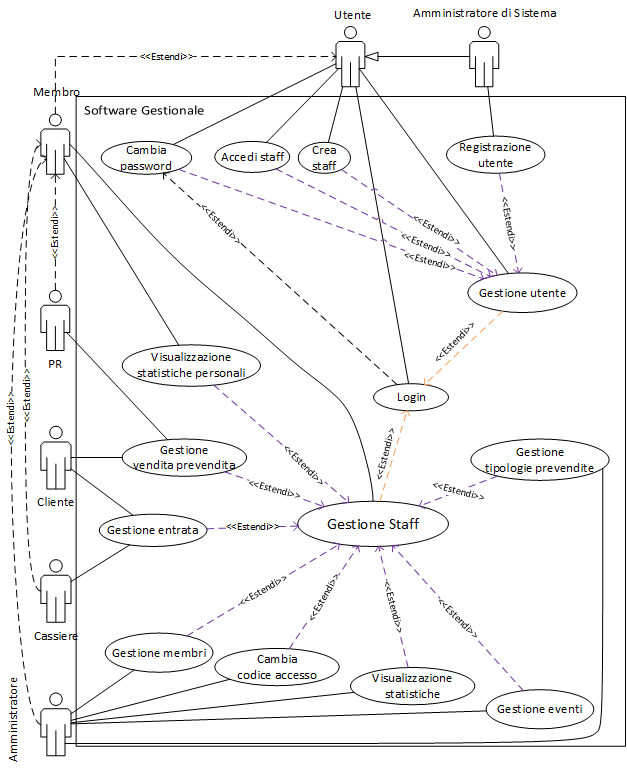 Utente
Amministratore di Sistema
<<Estendi>>
Membro
Software Gestionale
Cambia
password
Accedi staff
Crea
staff
Registrazione
utente
<<Estendi>>
<<Estendi>>
<<Estendi>>
<<Estendi>>
<<Estendi>>
<<Estendi>>
Gestione utente
<<Estendi>>
PR
Visualizzazione
statistiche personali
Login
<<Estendi>>
<<Estendi>>
Gestione
vendita prevendita
<<Estendi>>
<<Estendi>>
Gestione
tipologie prevendite
<<Estendi>>
<<Estendi>>
Cliente
Gestione entrata
<<Estendi>>
Gestione Staff
Cassiere
<<Estendi>>
<<Estendi>>
<<Estendi>>
<<Estendi>>
Gestione membri
Cambia
codice accesso
Visualizzazione
statistiche
Gestione eventi
Amministratore